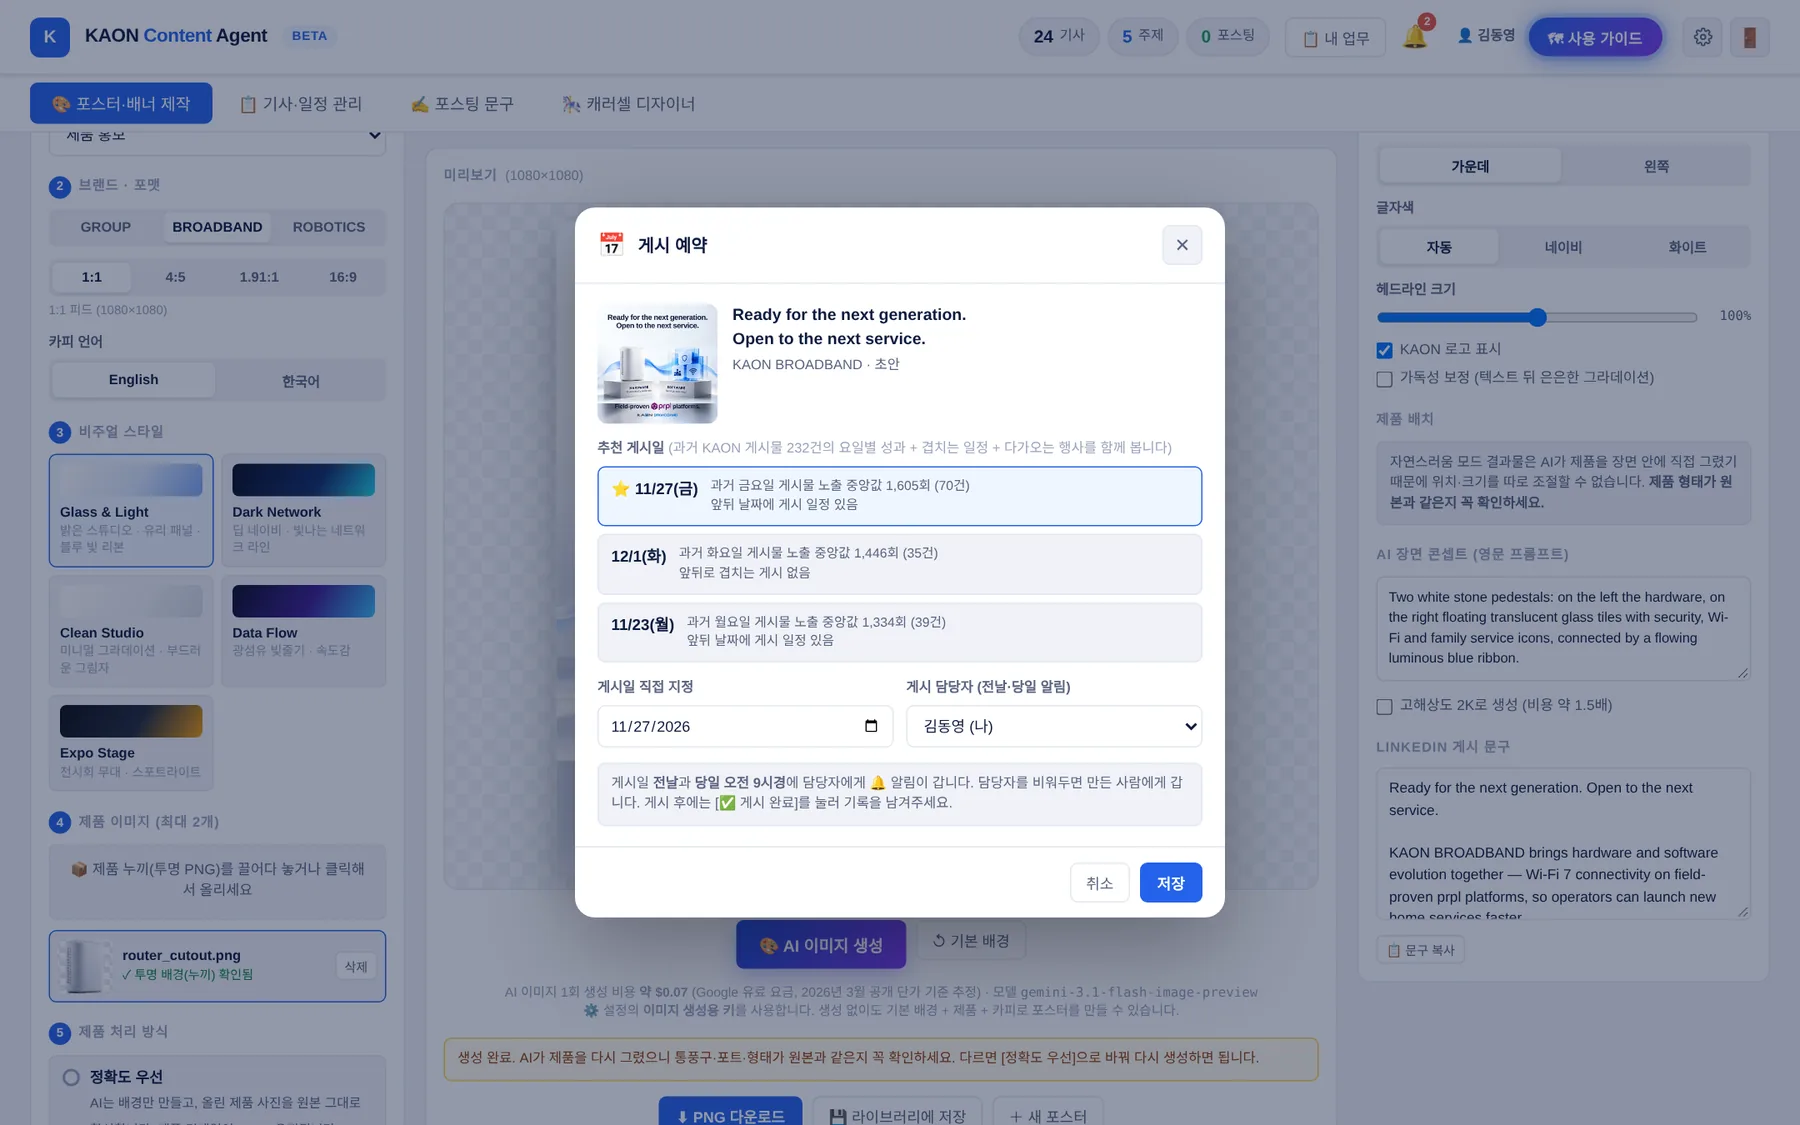 K
KAON Content Agent BETA
24 기사
5 주제
0 포스팅
📋 내 업무
🔔 2
👤 김동영
🗺 사용 가이드
🎨 포스터·배너 제작
📋 기사·일정 관리
✍ 포스팅 문구
🎠 캐러셀 디자이너
제품 홍보
2 브랜드 · 포맷
GROUP BROADBAND ROBOTICS
1:1 4:5 1.91:1 16:9
1:1 피드 (1080×1080)
카피 언어
English 한국어
3 비주얼 스타일
Glass & Light
밝은 스튜디오 · 유리 패널 ·
블루 빛 리본
Dark Network
딥 네이비 · 빛나는 네트워
크 라인
Clean Studio
미니멀 그라데이션 · 부드러
운 그림자
Data Flow
광섬유 빛줄기 · 속도감
Expo Stage
전시회 무대 · 스포트라이트
4 제품 이미지 (최대 2개)
📦 제품 누끼(투명 PNG)를 끌어다 놓거나 클릭해
서 올리세요
router_cutout.png
✓ 투명 배경(누끼) 확인됨
삭제
5 제품 처리 방식
정확도 우선
AI는 배경만 만들고, 올린 제품 사진을 원본 그대로
미리보기 (1080×1080)
📅 게시 예약
✕
Ready for the next generation.
Open to the next service.
Field-proven prpl platforms.
Ready for the next generation.
Open to the next service.
KAON BROADBAND · 초안
추천 게시일 (과거 KAON 게시물 232건의 요일별 성과 + 겹치는 일정 + 다가오는 행사를 함께 봅니다)
⭐ 11/27(금) 과거 금요일 게시물 노출 중앙값 1,605회 (70건)
앞뒤 날짜에 게시 일정 있음
12/1(화) 과거 화요일 게시물 노출 중앙값 1,446회 (35건)
앞뒤로 겹치는 게시 없음
11/23(월) 과거 월요일 게시물 노출 중앙값 1,334회 (39건)
앞뒤 날짜에 게시 일정 있음
게시일 직접 지정
11/27/2026
게시 담당자 (전날·당일 알림)
김동영 (나)
게시일 전날과 당일 오전 9시경에 담당자에게 🔔 알림이 갑니다. 담당자를 비워두면 만든 사람에게 갑
니다. 게시 후에는 [✅ 게시 완료]를 눌러 기록을 남겨주세요.
취소 저장
🎨 AI 이미지 생성
↺ 기본 배경
AI 이미지 1회 생성 비용 약 $0.07 (Google 유료 요금, 2026년 3월 공개 단가 기준 추정) · 모델 gemini-3.1-flash-image-preview
⚙️ 설정의 이미지 생성용 키를 사용합니다. 생성 없이도 기본 배경 + 제품 + 카피로 포스터를 만들 수 있습니다.
생성 완료. AI가 제품을 다시 그렸으니 통풍구·포트·형태가 원본과 같은지 꼭 확인하세요. 다르면 [정확도 우선]으로 바꿔 다시 생성하면 됩니다.
⬇ PNG 다운로드
💾 라이브러리에 저장
＋ 새 포스터
가운데 왼쪽
글자색
자동 네이비 화이트
헤드라인 크기
100%
KAON 로고 표시
가독성 보정 (텍스트 뒤 은은한 그라데이션)
제품 배치
자연스러움 모드 결과물은 AI가 제품을 장면 안에 직접 그렸기
때문에 위치·크기를 따로 조절할 수 없습니다. 제품 형태가 원
본과 같은지 꼭 확인하세요.
AI 장면 콘셉트 (영문 프롬프트)
Two white stone pedestals: on the left the hardware, on
the right floating translucent glass tiles with security, Wi-
Fi and family service icons, connected by a flowing
luminous blue ribbon.
고해상도 2K로 생성 (비용 약 1.5배)
LINKEDIN 게시 문구
Ready for the next generation. Open to the next
service.
KAON BROADBAND brings hardware and software
evolution together — Wi-Fi 7 connectivity on field-
proven prpl platforms, so operators can launch new
home services faster
📋 문구 복사